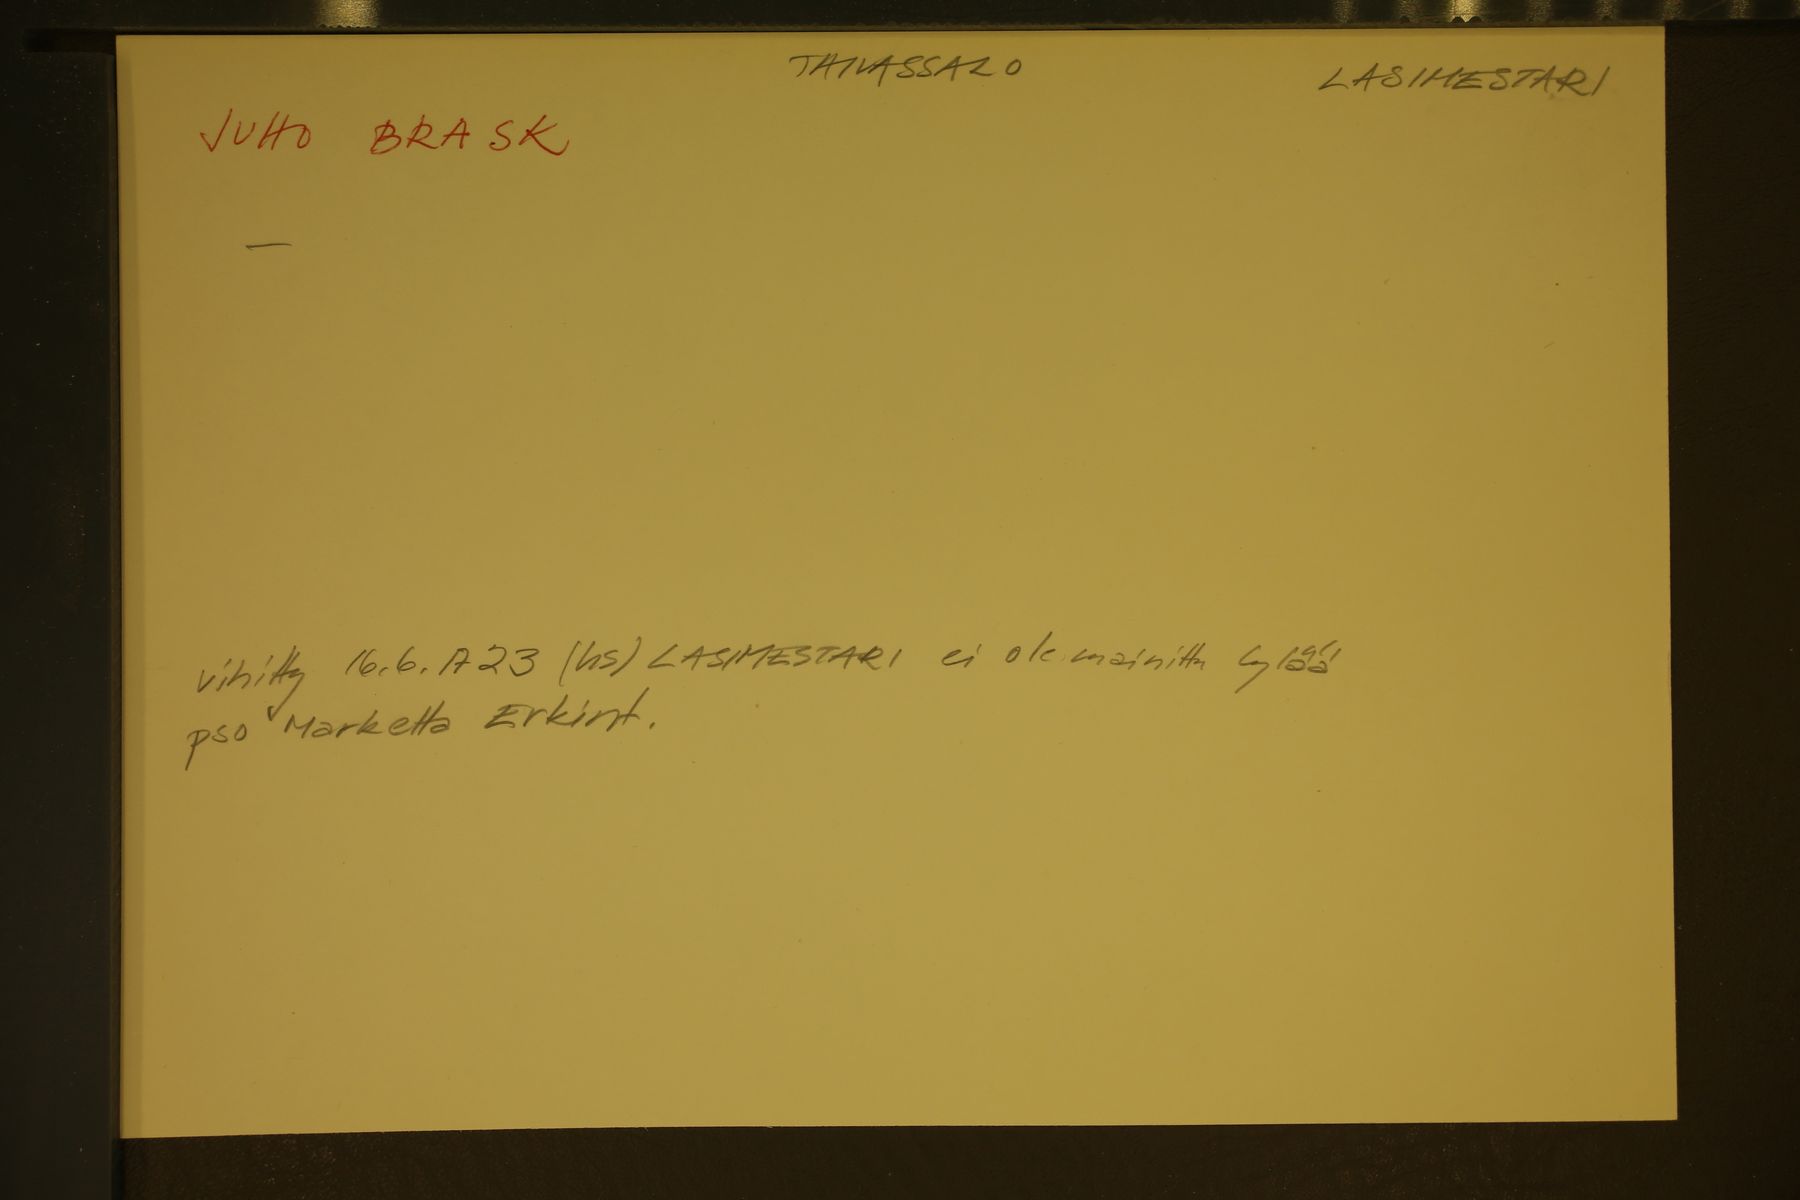 TAIVASSALO
LASIMESTARI
JUHO BRASK
—
vihitty 16.6.1723 (hs) LASIMESTARI ei ole mainittu kylää
pso Marketta Erkint.